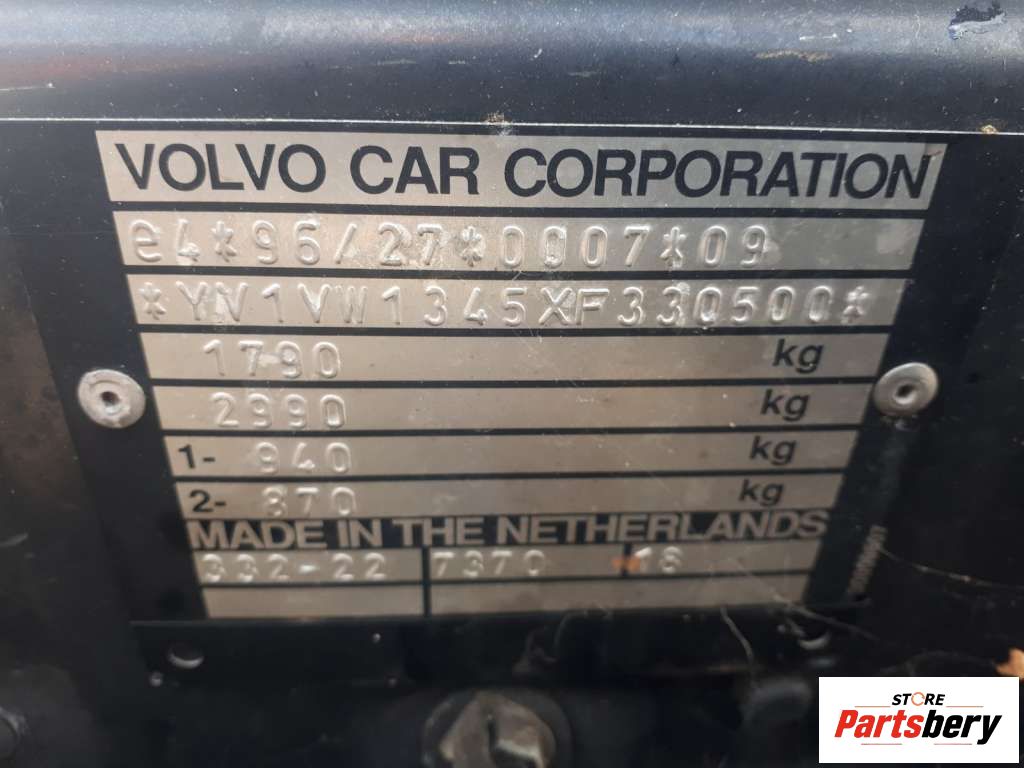 VOLVO CAR CORPORATION
e4*96/27*0007*09
*YV1VW1345XF330500*
1790 kg
2990 kg
1- 940 kg
2- 870 kg
MADE IN THE NETHERLANDS
332-22 7370 18
STORE
Partsbery